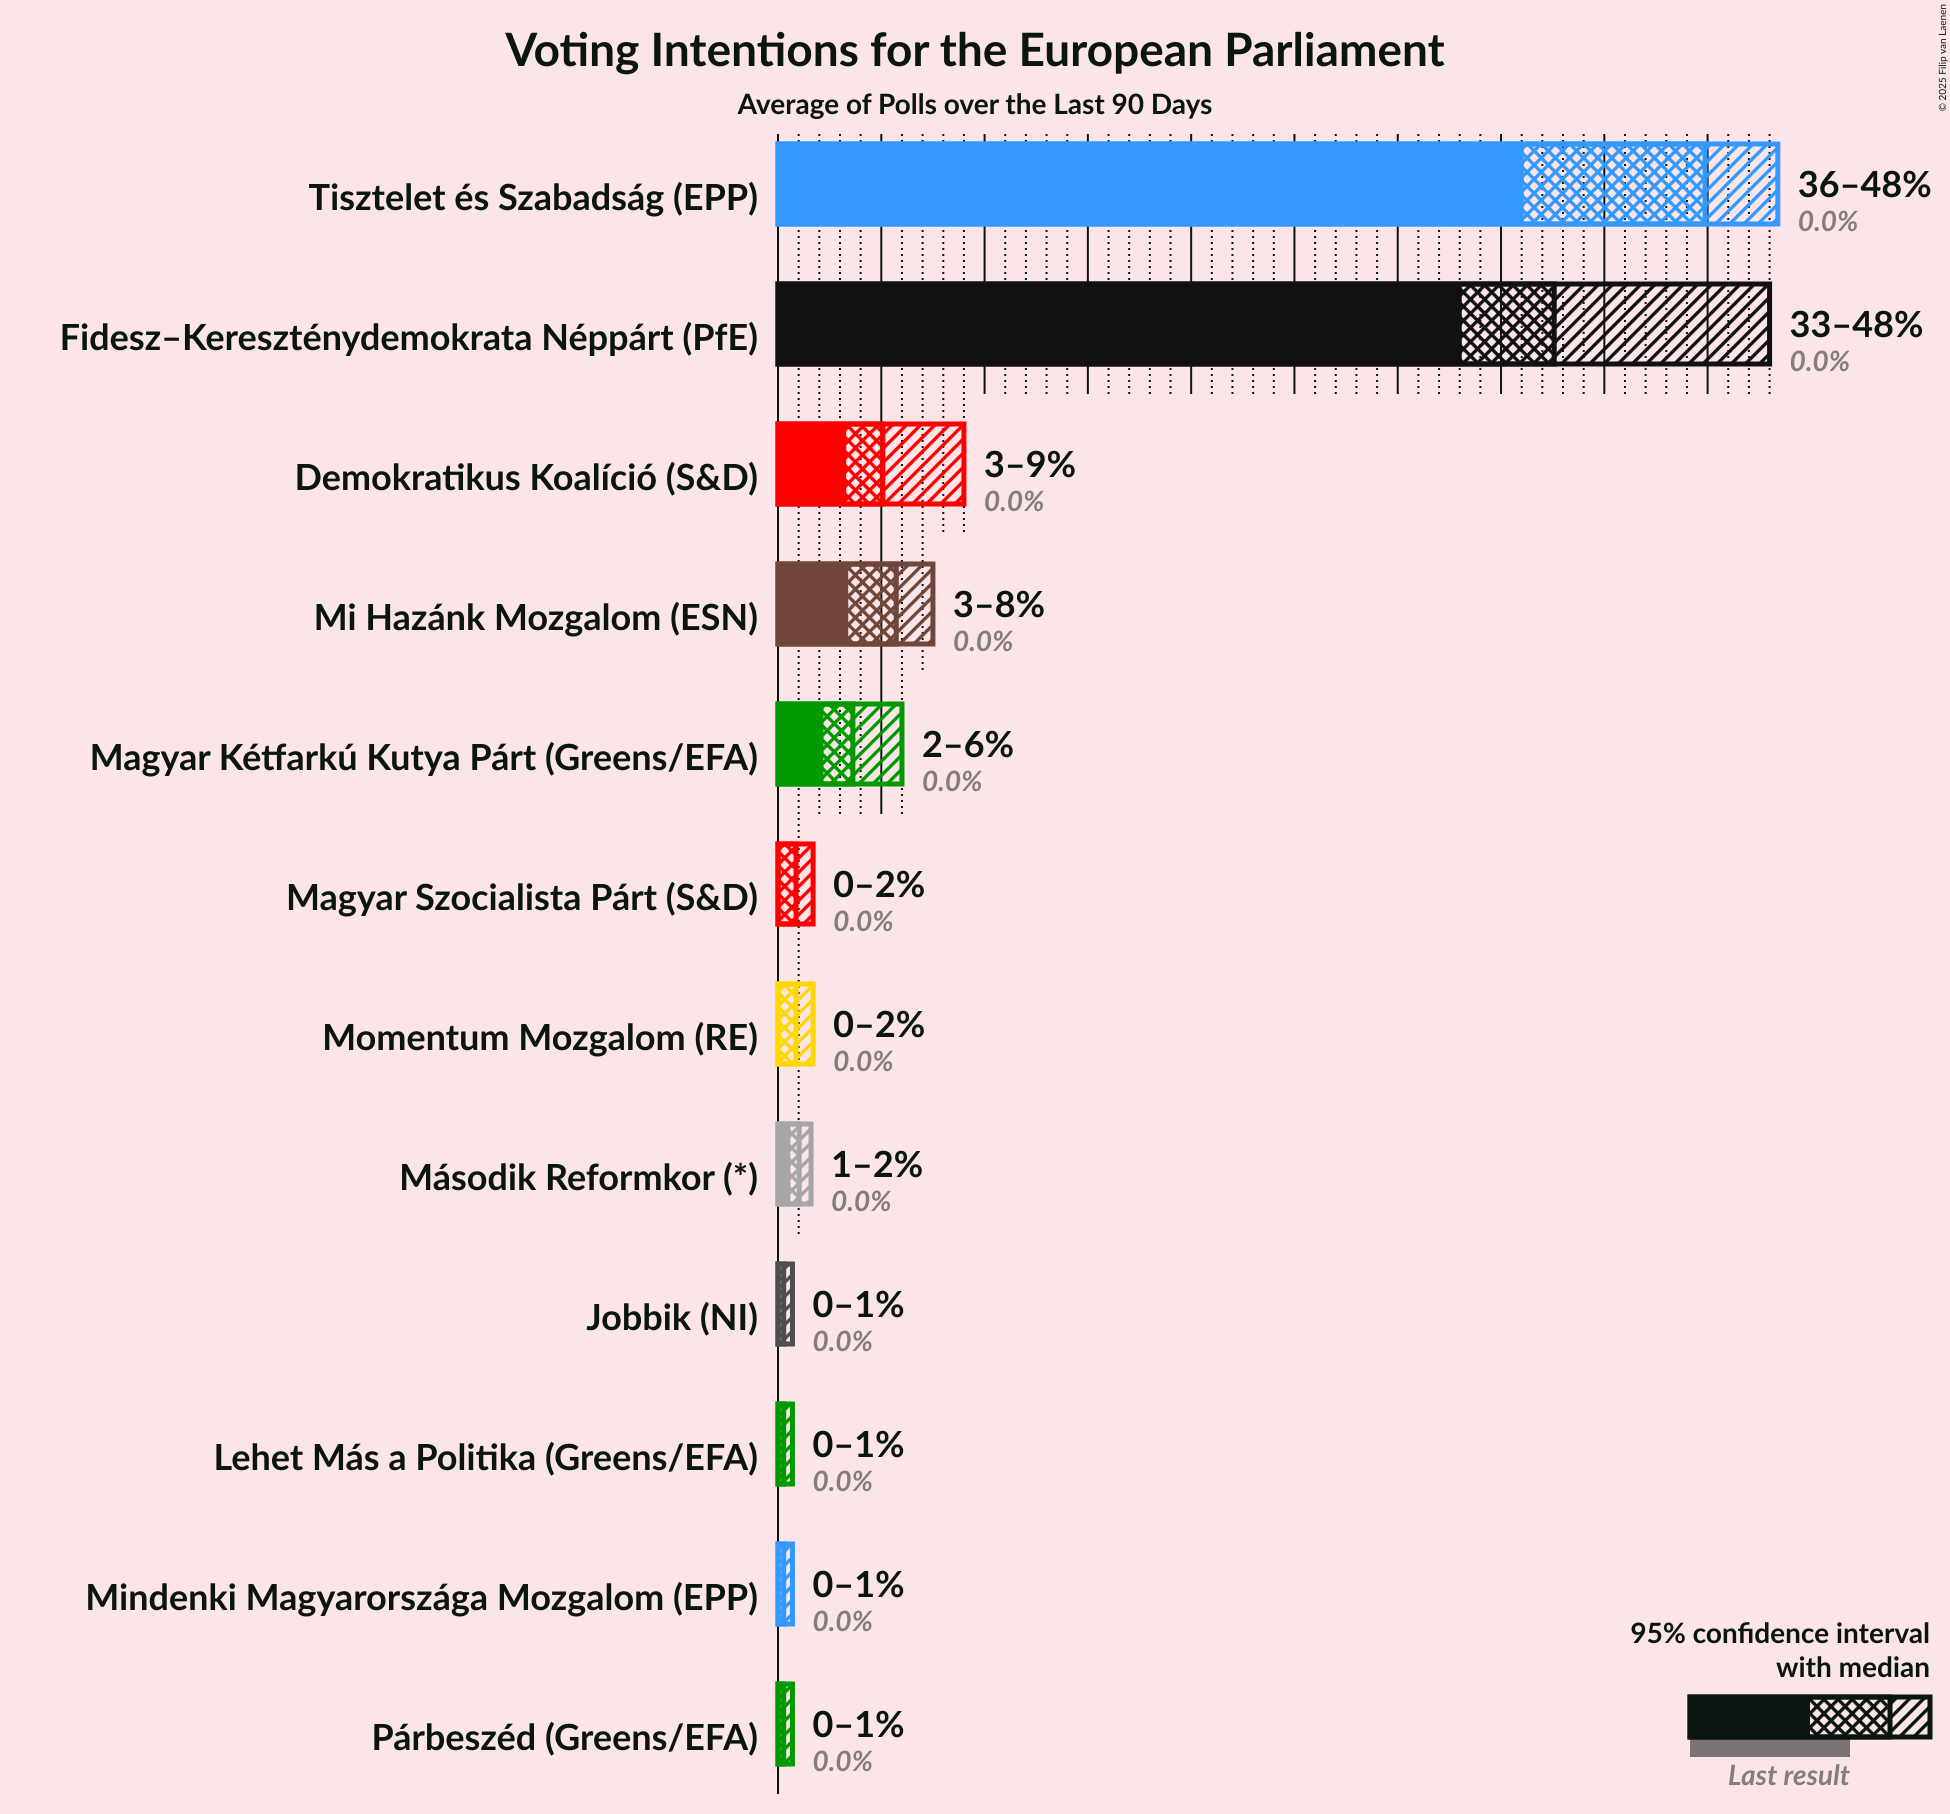 Voting Intentions for the European Parliament
Average of Polls over the Last 90 Days
© 2025 Filip van Laenen
Tisztelet és Szabadság (EPP)
36–48%
0.0%
Fidesz–Kereszténydemokrata Néppárt (PfE)
33–48%
0.0%
Demokratikus Koalíció (S&D)
3–9%
0.0%
Mi Hazánk Mozgalom (ESN)
3–8%
0.0%
Magyar Kétfarkú Kutya Párt (Greens/EFA)
2–6%
0.0%
Magyar Szocialista Párt (S&D)
0–2%
0.0%
Momentum Mozgalom (RE)
0–2%
0.0%
Második Reformkor (*)
1–2%
0.0%
Jobbik (NI)
0–1%
0.0%
Lehet Más a Politika (Greens/EFA)
0–1%
0.0%
Mindenki Magyarországa Mozgalom (EPP)
0–1%
0.0%
Párbeszéd (Greens/EFA)
0–1%
0.0%
95% confidence interval
with median
Last result